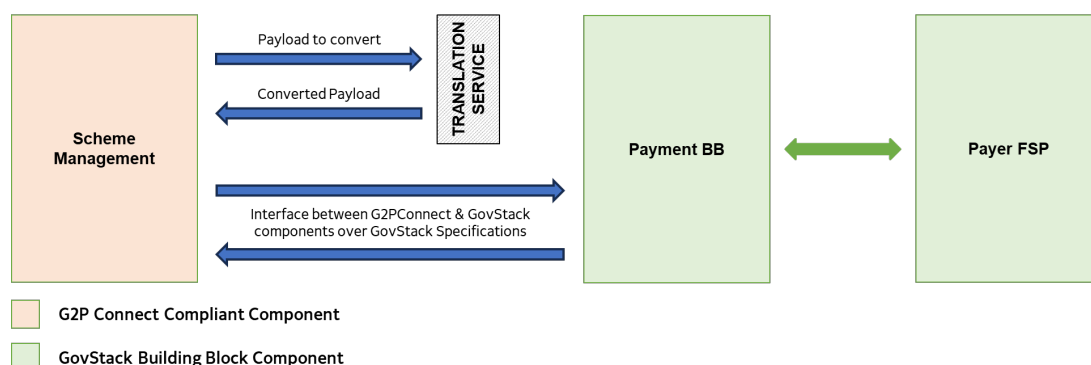 Payload to convert
Converted Payload
TRANSLATION
SERVICE
Scheme
Management
Payment BB
Payer FSP
Interface between G2PConnect & GovStack
components over GovStack Specifications
G2P Connect Compliant Component
GovStack Building Block Component